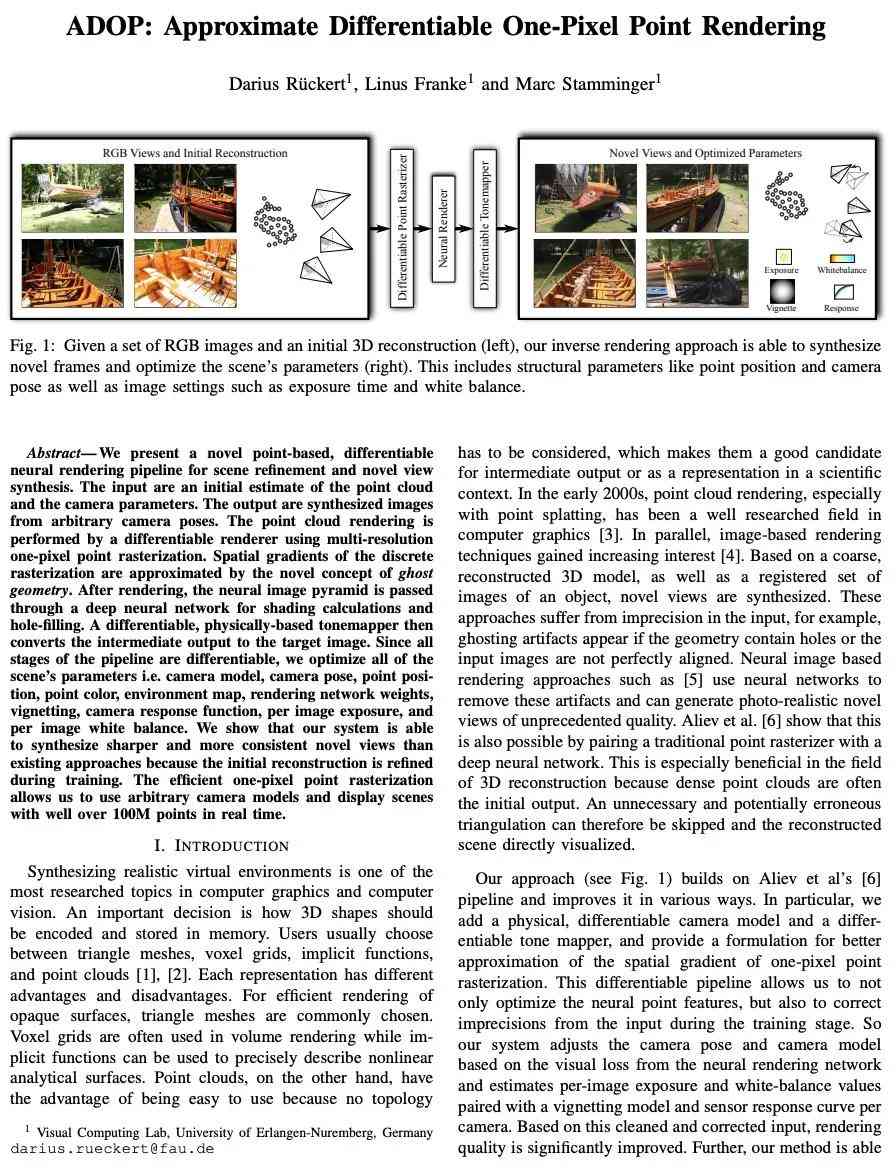 ADOP: Approximate Differentiable One-Pixel Point Rendering
Darius Rückert¹, Linus Franke¹ and Marc Stamminger¹
RGB Views and Initial Reconstruction
Differentiable Point Rasterizer
Neural Renderer
Differentiable Tonemapper
Novel Views and Optimized Parameters
Exposure
Whitebalance
Vignette
Response
Fig. 1: Given a set of RGB images and an initial 3D reconstruction (left), our inverse rendering approach is able to synthesize
novel frames and optimize the scene's parameters (right). This includes structural parameters like point position and camera
pose as well as image settings such as exposure time and white balance.
Abstract—We present a novel point-based, differentiable
neural rendering pipeline for scene refinement and novel view
synthesis. The input are an initial estimate of the point cloud
and the camera parameters. The output are synthesized images
from arbitrary camera poses. The point cloud rendering is
performed by a differentiable renderer using multi-resolution
one-pixel point rasterization. Spatial gradients of the discrete
rasterization are approximated by the novel concept of ghost
geometry. After rendering, the neural image pyramid is passed
through a deep neural network for shading calculations and
hole-filling. A differentiable, physically-based tonemapper then
converts the intermediate output to the target image. Since all
stages of the pipeline are differentiable, we optimize all of the
scene's parameters i.e. camera model, camera pose, point posi-
tion, point color, environment map, rendering network weights,
vignetting, camera response function, per image exposure, and
per image white balance. We show that our system is able
to synthesize sharper and more consistent novel views than
existing approaches because the initial reconstruction is refined
during training. The efficient one-pixel point rasterization
allows us to use arbitrary camera models and display scenes
with well over 100M points in real time.
I. Introduction
Synthesizing realistic virtual environments is one of the
most researched topics in computer graphics and computer
vision. An important decision is how 3D shapes should
be encoded and stored in memory. Users usually choose
between triangle meshes, voxel grids, implicit functions,
and point clouds [1], [2]. Each representation has different
advantages and disadvantages. For efficient rendering of
opaque surfaces, triangle meshes are commonly chosen.
Voxel grids are often used in volume rendering while im-
plicit functions can be used to precisely describe nonlinear
analytical surfaces. Point clouds, on the other hand, have
the advantage of being easy to use because no topology
¹ Visual Computing Lab, University of Erlangen-Nuremberg, Germany
darius.rueckert@fau.de
has to be considered, which makes them a good candidate
for intermediate output or as a representation in a scientific
context. In the early 2000s, point cloud rendering, especially
with point splatting, has been a well researched field in
computer graphics [3]. In parallel, image-based rendering
techniques gained increasing interest [4]. Based on a coarse,
reconstructed 3D model, as well as a registered set of
images of an object, novel views are synthesized. These
approaches suffer from imprecision in the input, for example,
ghosting artifacts appear if the geometry contain holes or the
input images are not perfectly aligned. Neural image based
rendering approaches such as [5] use neural networks to
remove these artifacts and can generate photo-realistic novel
views of unprecedented quality. Aliev et al. [6] show that this
is also possible by pairing a traditional point rasterizer with a
deep neural network. This is especially beneficial in the field
of 3D reconstruction because dense point clouds are often
the initial output. An unnecessary and potentially erroneous
triangulation can therefore be skipped and the reconstructed
scene directly visualized.
Our approach (see Fig. 1) builds on Aliev et al's [6]
pipeline and improves it in various ways. In particular, we
add a physical, differentiable camera model and a differ-
entiable tone mapper, and provide a formulation for better
approximation of the spatial gradient of one-pixel point
rasterization. This differentiable pipeline allows us to not
only optimize the neural point features, but also to correct
imprecisions from the input during the training stage. So
our system adjusts the camera pose and camera model
based on the visual loss from the neural rendering network
and estimates per-image exposure and white-balance values
paired with a vignetting model and sensor response curve per
camera. Based on this cleaned and corrected input, rendering
quality is significantly improved. Further, our method is able